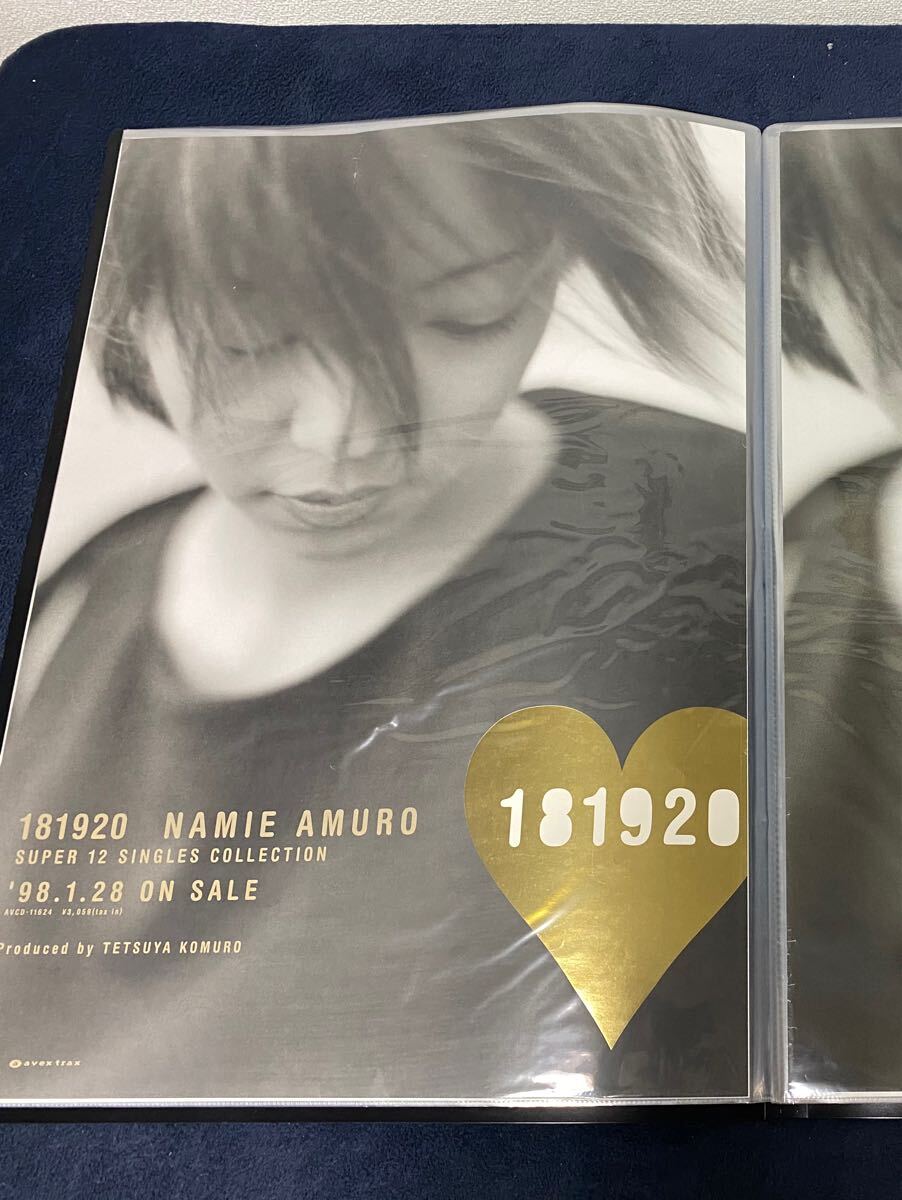 181920 NAMIE AMURO
SUPER 12 SINGLES COLLECTION
'98.1.28 ON SALE
AVCD-11624 ¥3,059(tax in)
Produced by TETSUYA KOMURO
181920
avex trax